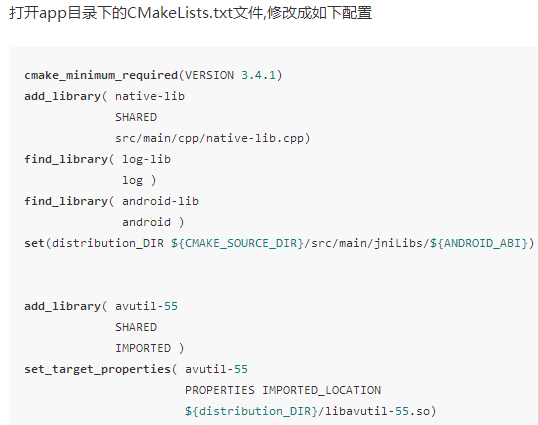 打开app目录下的CMakeLists.txt文件,修改成如下配置
cmake_minimum_required(VERSION 3.4.1)
add_library( native-lib
SHARED
src/main/cpp/native-lib.cpp)
find_library( log-lib
log )
find_library( android-lib
android )
set(distribution_DIR ${CMAKE_SOURCE_DIR}/src/main/jniLibs/${ANDROID_ABI})
add_library( avutil-55
SHARED
IMPORTED )
set_target_properties( avutil-55
PROPERTIES IMPORTED_LOCATION
${distribution_DIR}/libavutil-55.so)